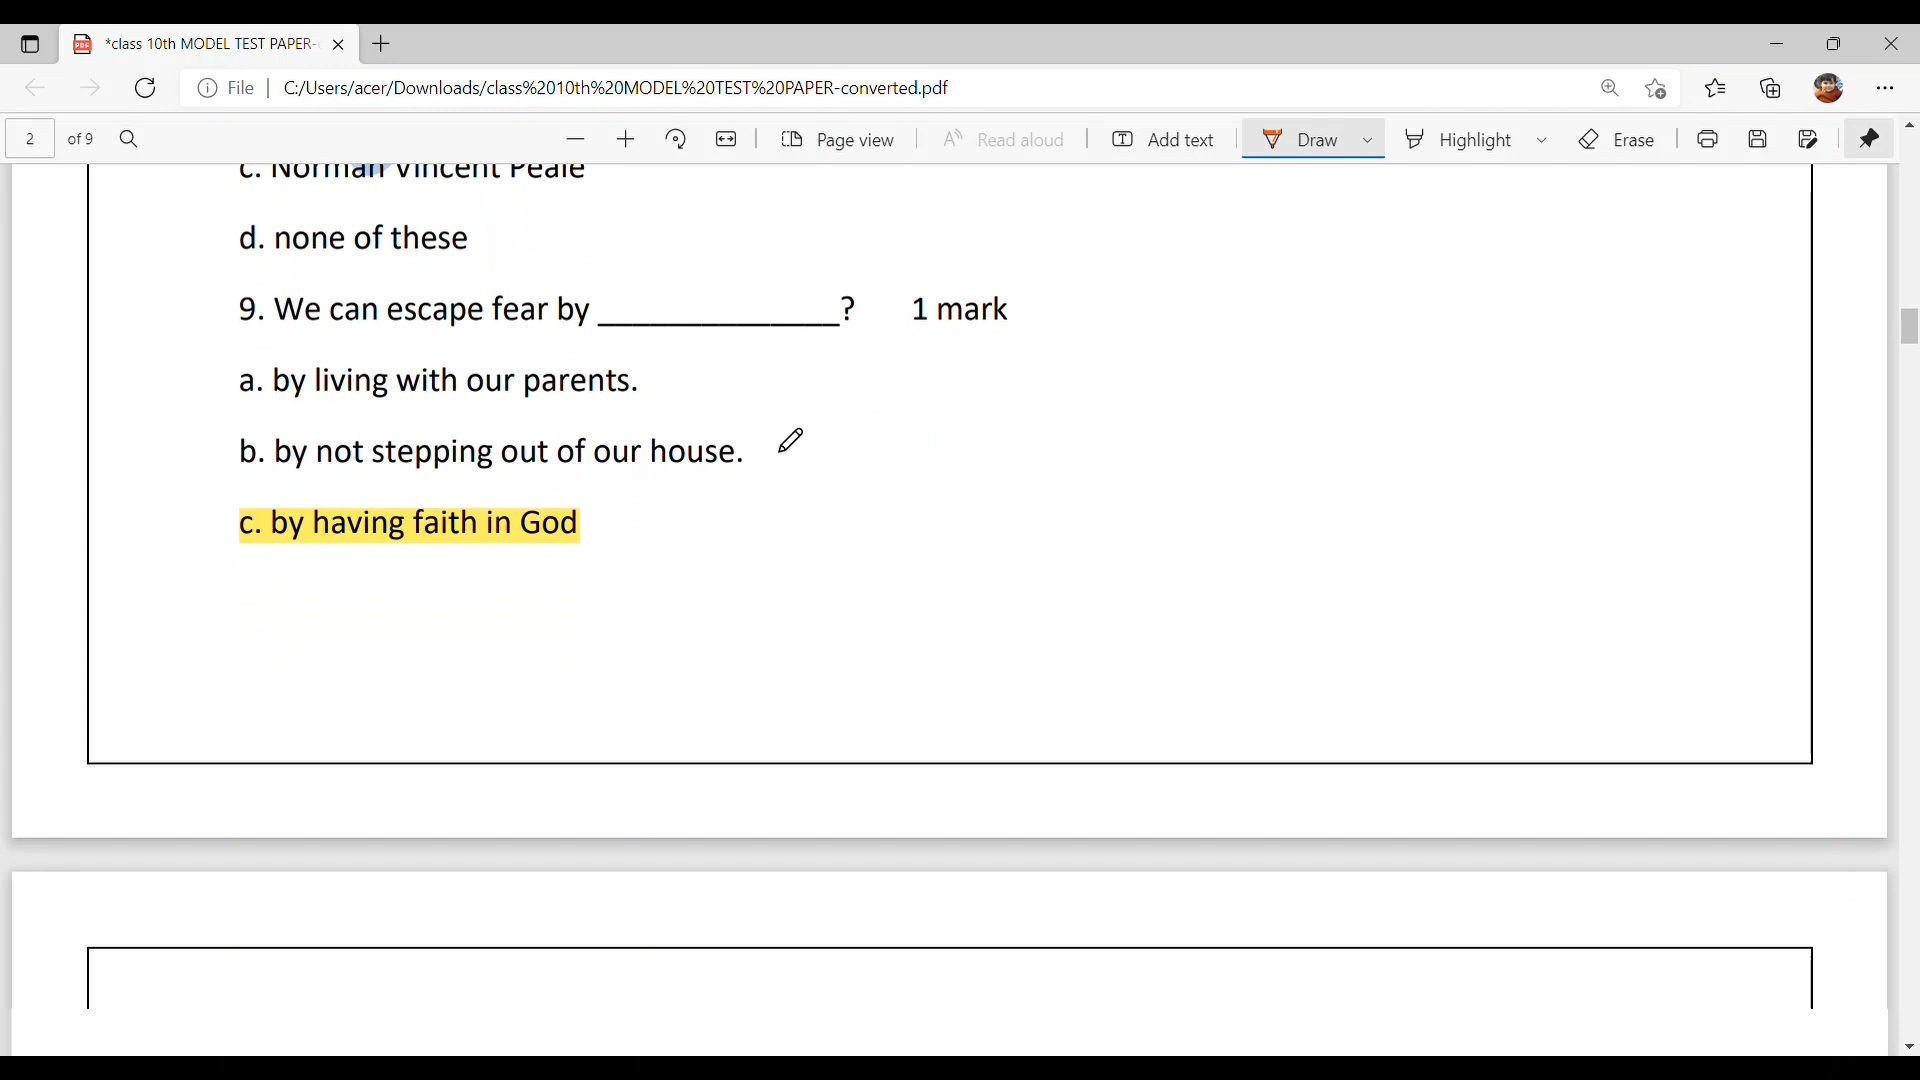 *class 10th MODEL TEST PAPER-
File
C:/Users/acer/Downloads/class%2010th%20MODEL%20TEST%20PAPER-converted.pdf
2 of 9
Page view
Read aloud
Add text
Draw
Highlight
Erase
c. Norman Vincent Peale
d. none of these
9. We can escape fear by ______________? 1 mark
a. by living with our parents.
b. by not stepping out of our house.
c. by having faith in God